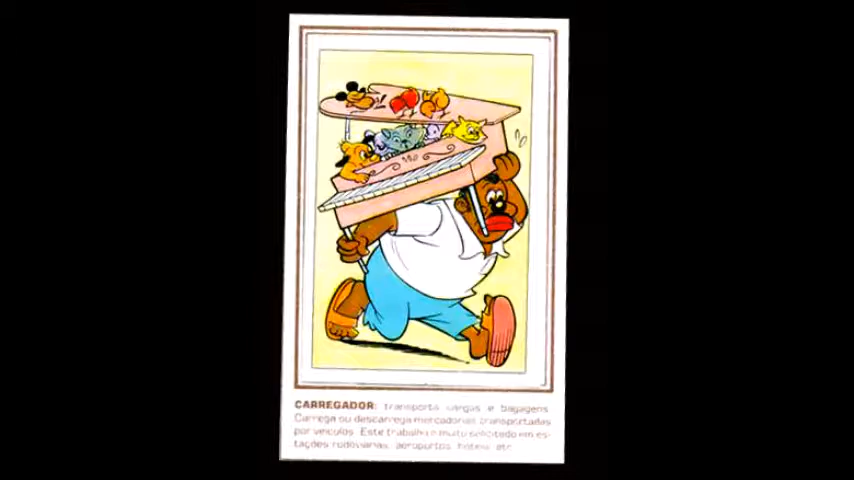 CARREGADOR: transporta cargas e bagagens.
Carrega ou descarrega mercadorias transportadas
por veículos. Este trabalho é muito solicitado em es-
tações rodoviárias, aeroportos, hotéis, etc.